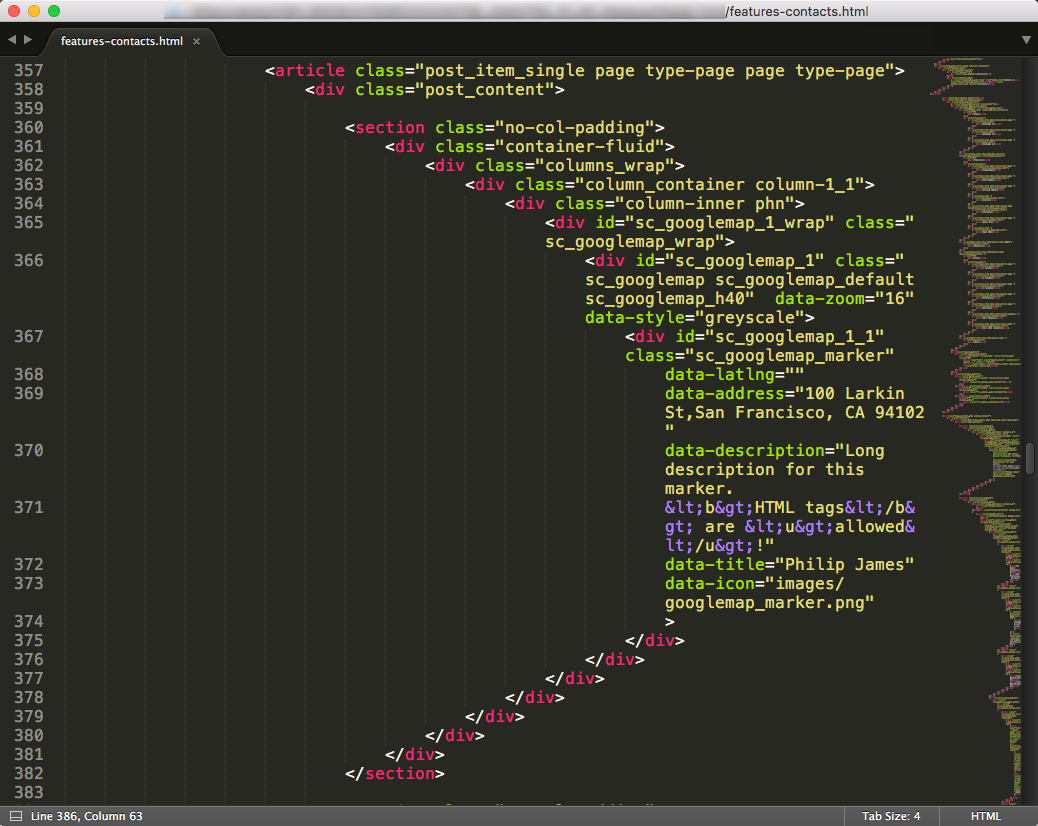 /features-contacts.html
features-contacts.html ×
357 <article class="post_item_single page type-page page type-page">
358 <div class="post_content">
359
360 <section class="no-col-padding">
361 <div class="container-fluid">
362 <div class="columns_wrap">
363 <div class="column_container column-1_1">
364 <div class="column-inner phn">
365 <div id="sc_googlemap_1_wrap" class="
sc_googlemap_wrap">
366 <div id="sc_googlemap_1" class="
sc_googlemap sc_googlemap_default
sc_googlemap_h40" data-zoom="16"
data-style="greyscale">
367 <div id="sc_googlemap_1_1"
class="sc_googlemap_marker"
368 data-latlng=""
369 data-address="100 Larkin
St,San Francisco, CA 94102
"
370 data-description="Long
description for this
marker.
371 &lt;b&gt;HTML tags&lt;/b&
gt; are &lt;u&gt;allowed&
lt;/u&gt;!"
372 data-title="Philip James"
373 data-icon="images/
googlemap_marker.png"
374 >
375 </div>
376 </div>
377 </div>
378 </div>
379 </div>
380 </div>
381 </div>
382 </section>
383
Line 386, Column 63
Tab Size: 4
HTML